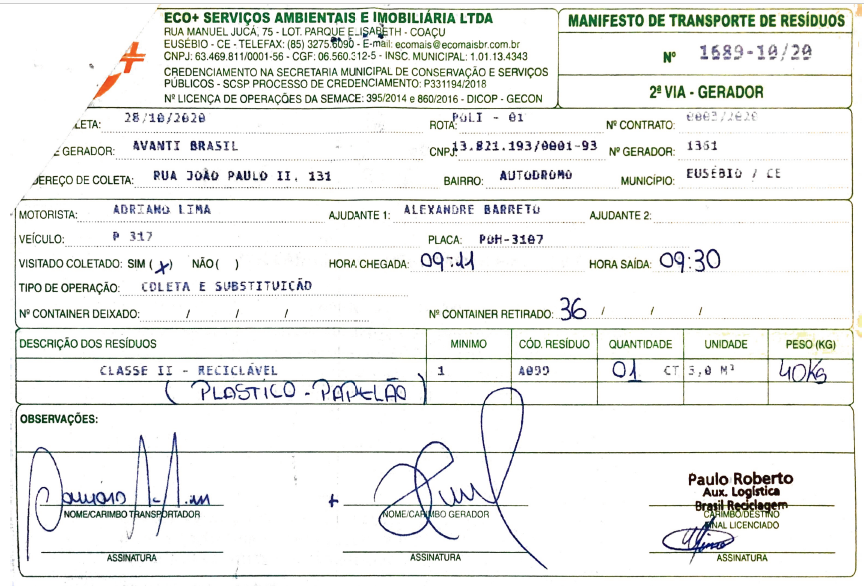 ECO+ SERVIÇOS AMBIENTAIS E IMOBILIÁRIA LTDA
RUA MANUEL JUCÁ, 75 - LOT. PARQUE ELISABETH - COAÇU
EUSÉBIO - CE - TELEFAX: (85) 3275.6090 - E-mail: ecomais@ecomaisbr.com.br
CNPJ: 63.469.811/0001-56 - CGF: 06.560.312-5 - INSC. MUNICIPAL: 1.01.13.4343
CREDENCIAMENTO NA SECRETARIA MUNICIPAL DE CONSERVAÇÃO E SERVIÇOS
PÚBLICOS - SCSP PROCESSO DE CREDENCIAMENTO: P331194/2018
Nº LICENÇA DE OPERAÇÕES DA SEMACE: 395/2014 e 860/2016 - DICOP - GECON
MANIFESTO DE TRANSPORTE DE RESÍDUOS
Nº 1689-10/20
2ª VIA - GERADOR
LETA: 28/10/2020 ROTA: POLI - 01 Nº CONTRATO: 0003/2020
E GERADOR: AVANTI BRASIL CNPJ: 13.821.193/0001-93 Nº GERADOR: 1361
DEREÇO DE COLETA: RUA JOÃO PAULO II. 131 BAIRRO: AUTODROMO MUNICÍPIO: EUSÉBIO / CE
MOTORISTA: ADRIANO LIMA AJUDANTE 1: ALEXANDRE BARRETO AJUDANTE 2:
VEÍCULO: P 317 PLACA: POH-3107
VISITADO COLETADO: SIM (x) NÃO ( ) HORA CHEGADA: 09:11 HORA SAÍDA: 09:30
TIPO DE OPERAÇÃO: COLETA E SUBSTITUICÃO
Nº CONTAINER DEIXADO: / / / Nº CONTAINER RETIRADO: 36 / / /
DESCRIÇÃO DOS RESÍDUOS MINIMO CÓD. RESÍDUO QUANTIDADE UNIDADE PESO (KG)
CLASSE II - RECICLÁVEL 1 A099 01 CT 5,0 M³ 40KG
(PLASTICO - PAPELÃO)
OBSERVAÇÕES:
Paulo Roberto
Aux. Logística
Brasil Reciclagem
NOME/CARIMBO TRANSPORTADOR NOME/CARIMBO GERADOR CARIMBO/DESTINO
FINAL LICENCIADO
ASSINATURA ASSINATURA ASSINATURA